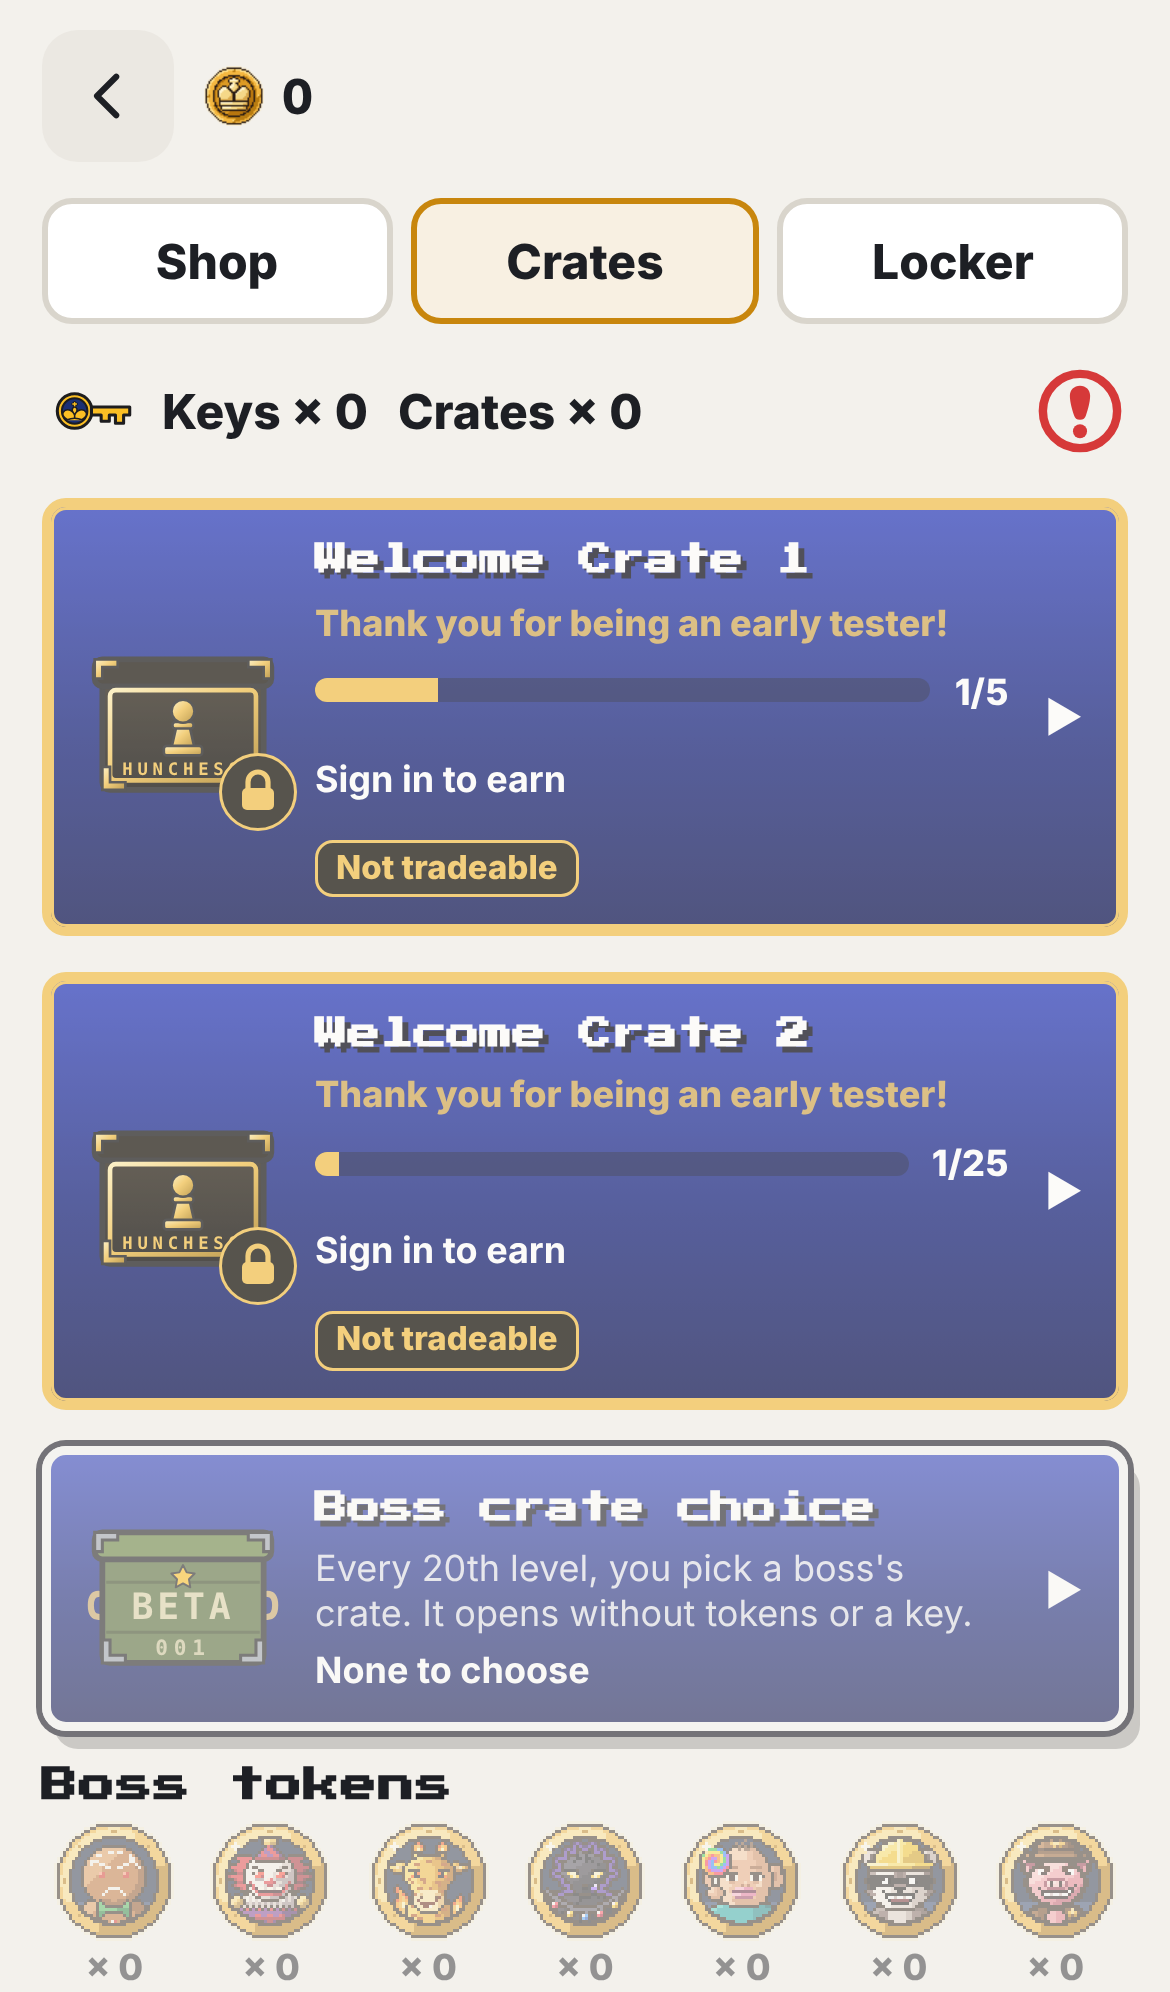 0
Shop
Crates
Locker
Keys × 0 Crates × 0
Welcome Crate 1
Thank you for being an early tester!
1/5
HUNCHES
Sign in to earn
Not tradeable
Welcome Crate 2
Thank you for being an early tester!
1/25
HUNCHES
Sign in to earn
Not tradeable
Boss crate choice
Every 20th level, you pick a boss's
crate. It opens without tokens or a key.
BETA
001
None to choose
Boss tokens
× 0 × 0 × 0 × 0 × 0 × 0 × 0